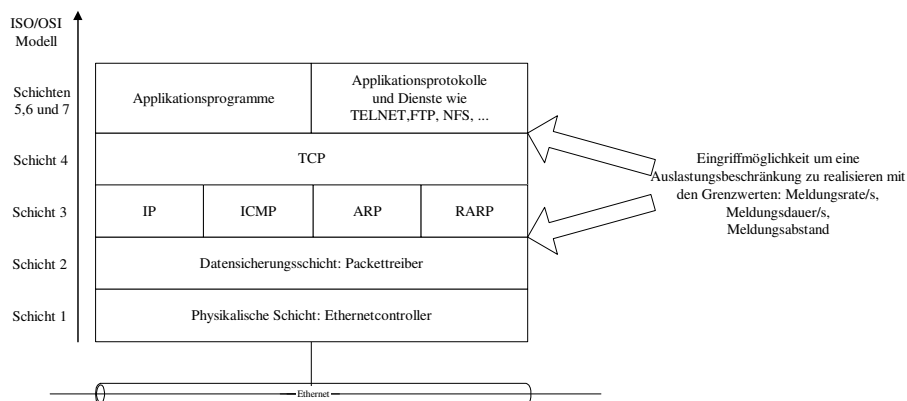 ISO/OSI
Modell
Schichten
5,6 und 7
Applikationsprogramme
Applikationsprotokolle
und Dienste wie
TELNET,FTP, NFS, ...
Schicht 4
TCP
Eingriffmöglichkeit um eine
Auslastungsbeschränkung zu realisieren mit
den Grenzwerten: Meldungsrate/s,
Meldungsdauer/s,
Meldungsabstand
Schicht 3
IP
ICMP
ARP
RARP
Schicht 2
Datensicherungsschicht: Packettreiber
Schicht 1
Physikalische Schicht: Ethernetcontroller
Ethernet